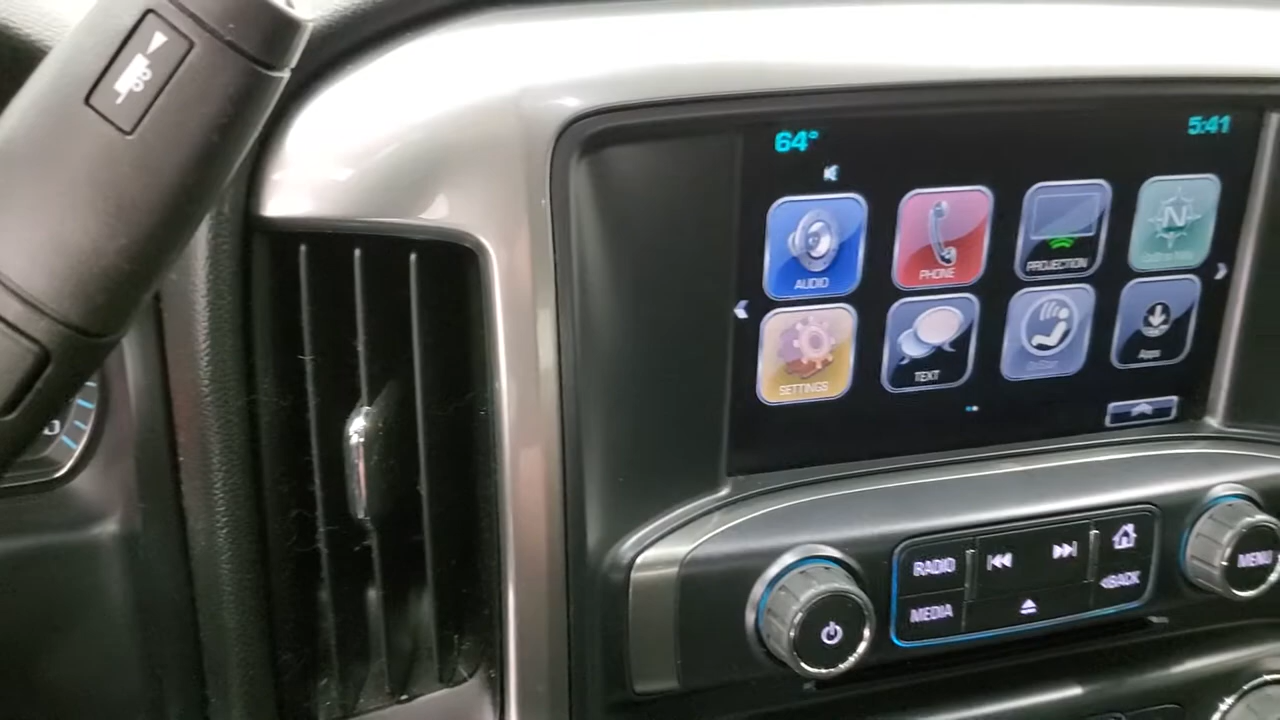 64°
5:41
AUDIO
PHONE
PROJECTION
N
SETTINGS
TEXT
Apps
RADIO
MEDIA
BACK
MENU